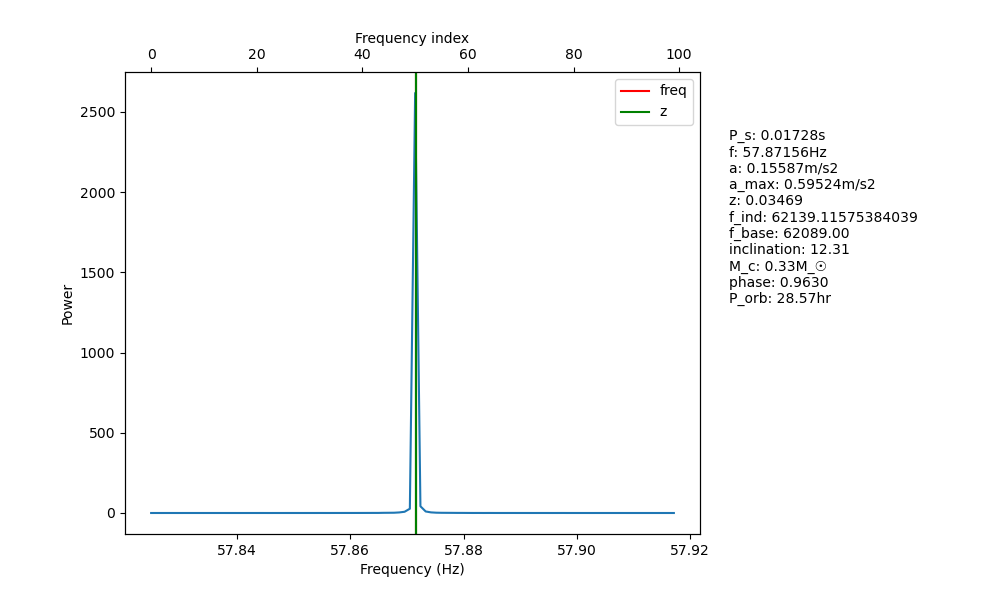 Frequency index
0 20 40 60 80 100
freq
z
2500
2000
1500
1000
500
0
Power
57.84 57.86 57.88 57.90 57.92
Frequency (Hz)
P_s: 0.01728s
f: 57.87156Hz
a: 0.15587m/s2
a_max: 0.59524m/s2
z: 0.03469
f_ind: 62139.11575384039
f_base: 62089.00
inclination: 12.31
M_c: 0.33M_☉
phase: 0.9630
P_orb: 28.57hr